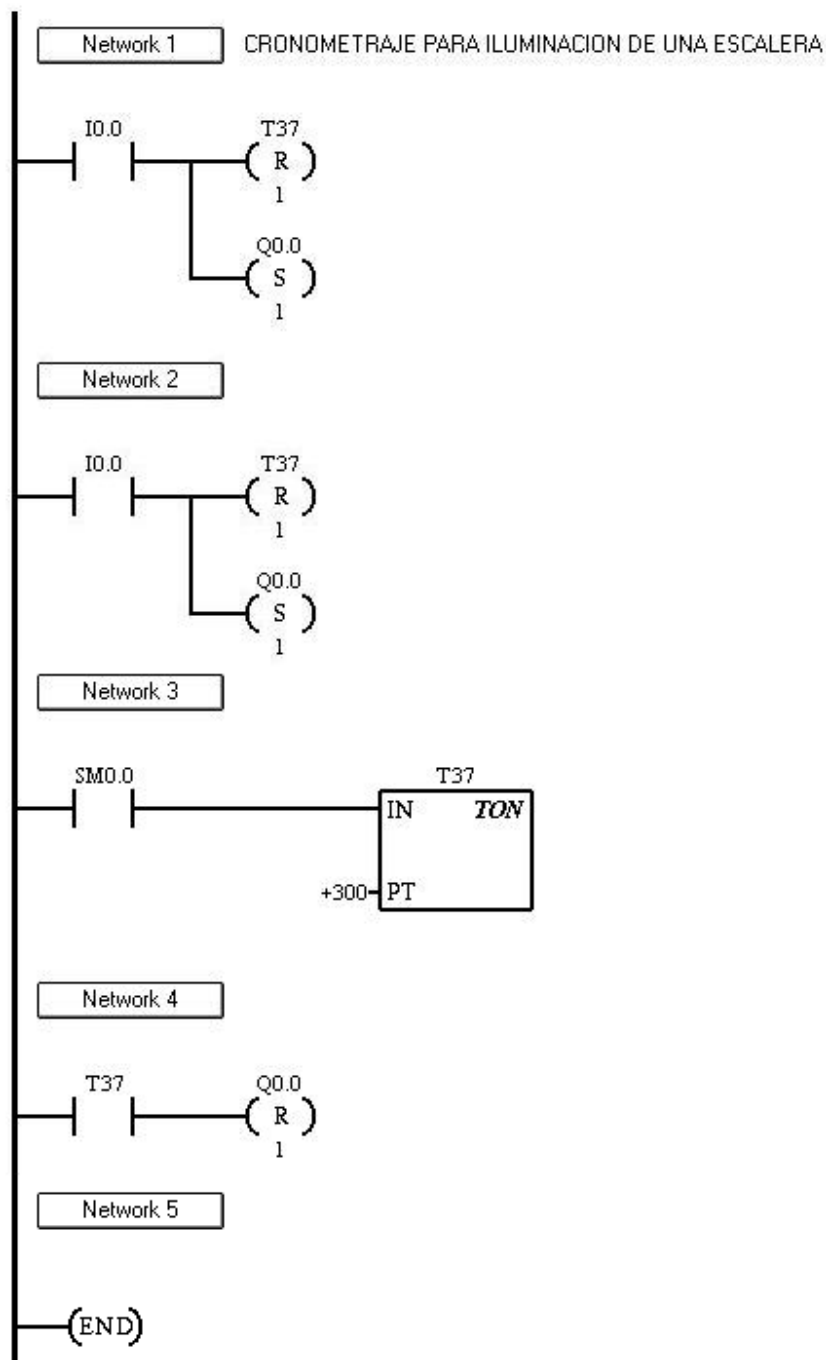 Network 1 CRONOMETRAJE PARA ILUMINACION DE UNA ESCALERA
I0.0 T37
R
1
Q0.0
S
1
Network 2
I0.0 T37
R
1
Q0.0
S
1
Network 3
SM0.0 T37
IN TON
+300 PT
Network 4
T37 Q0.0
R
1
Network 5
END